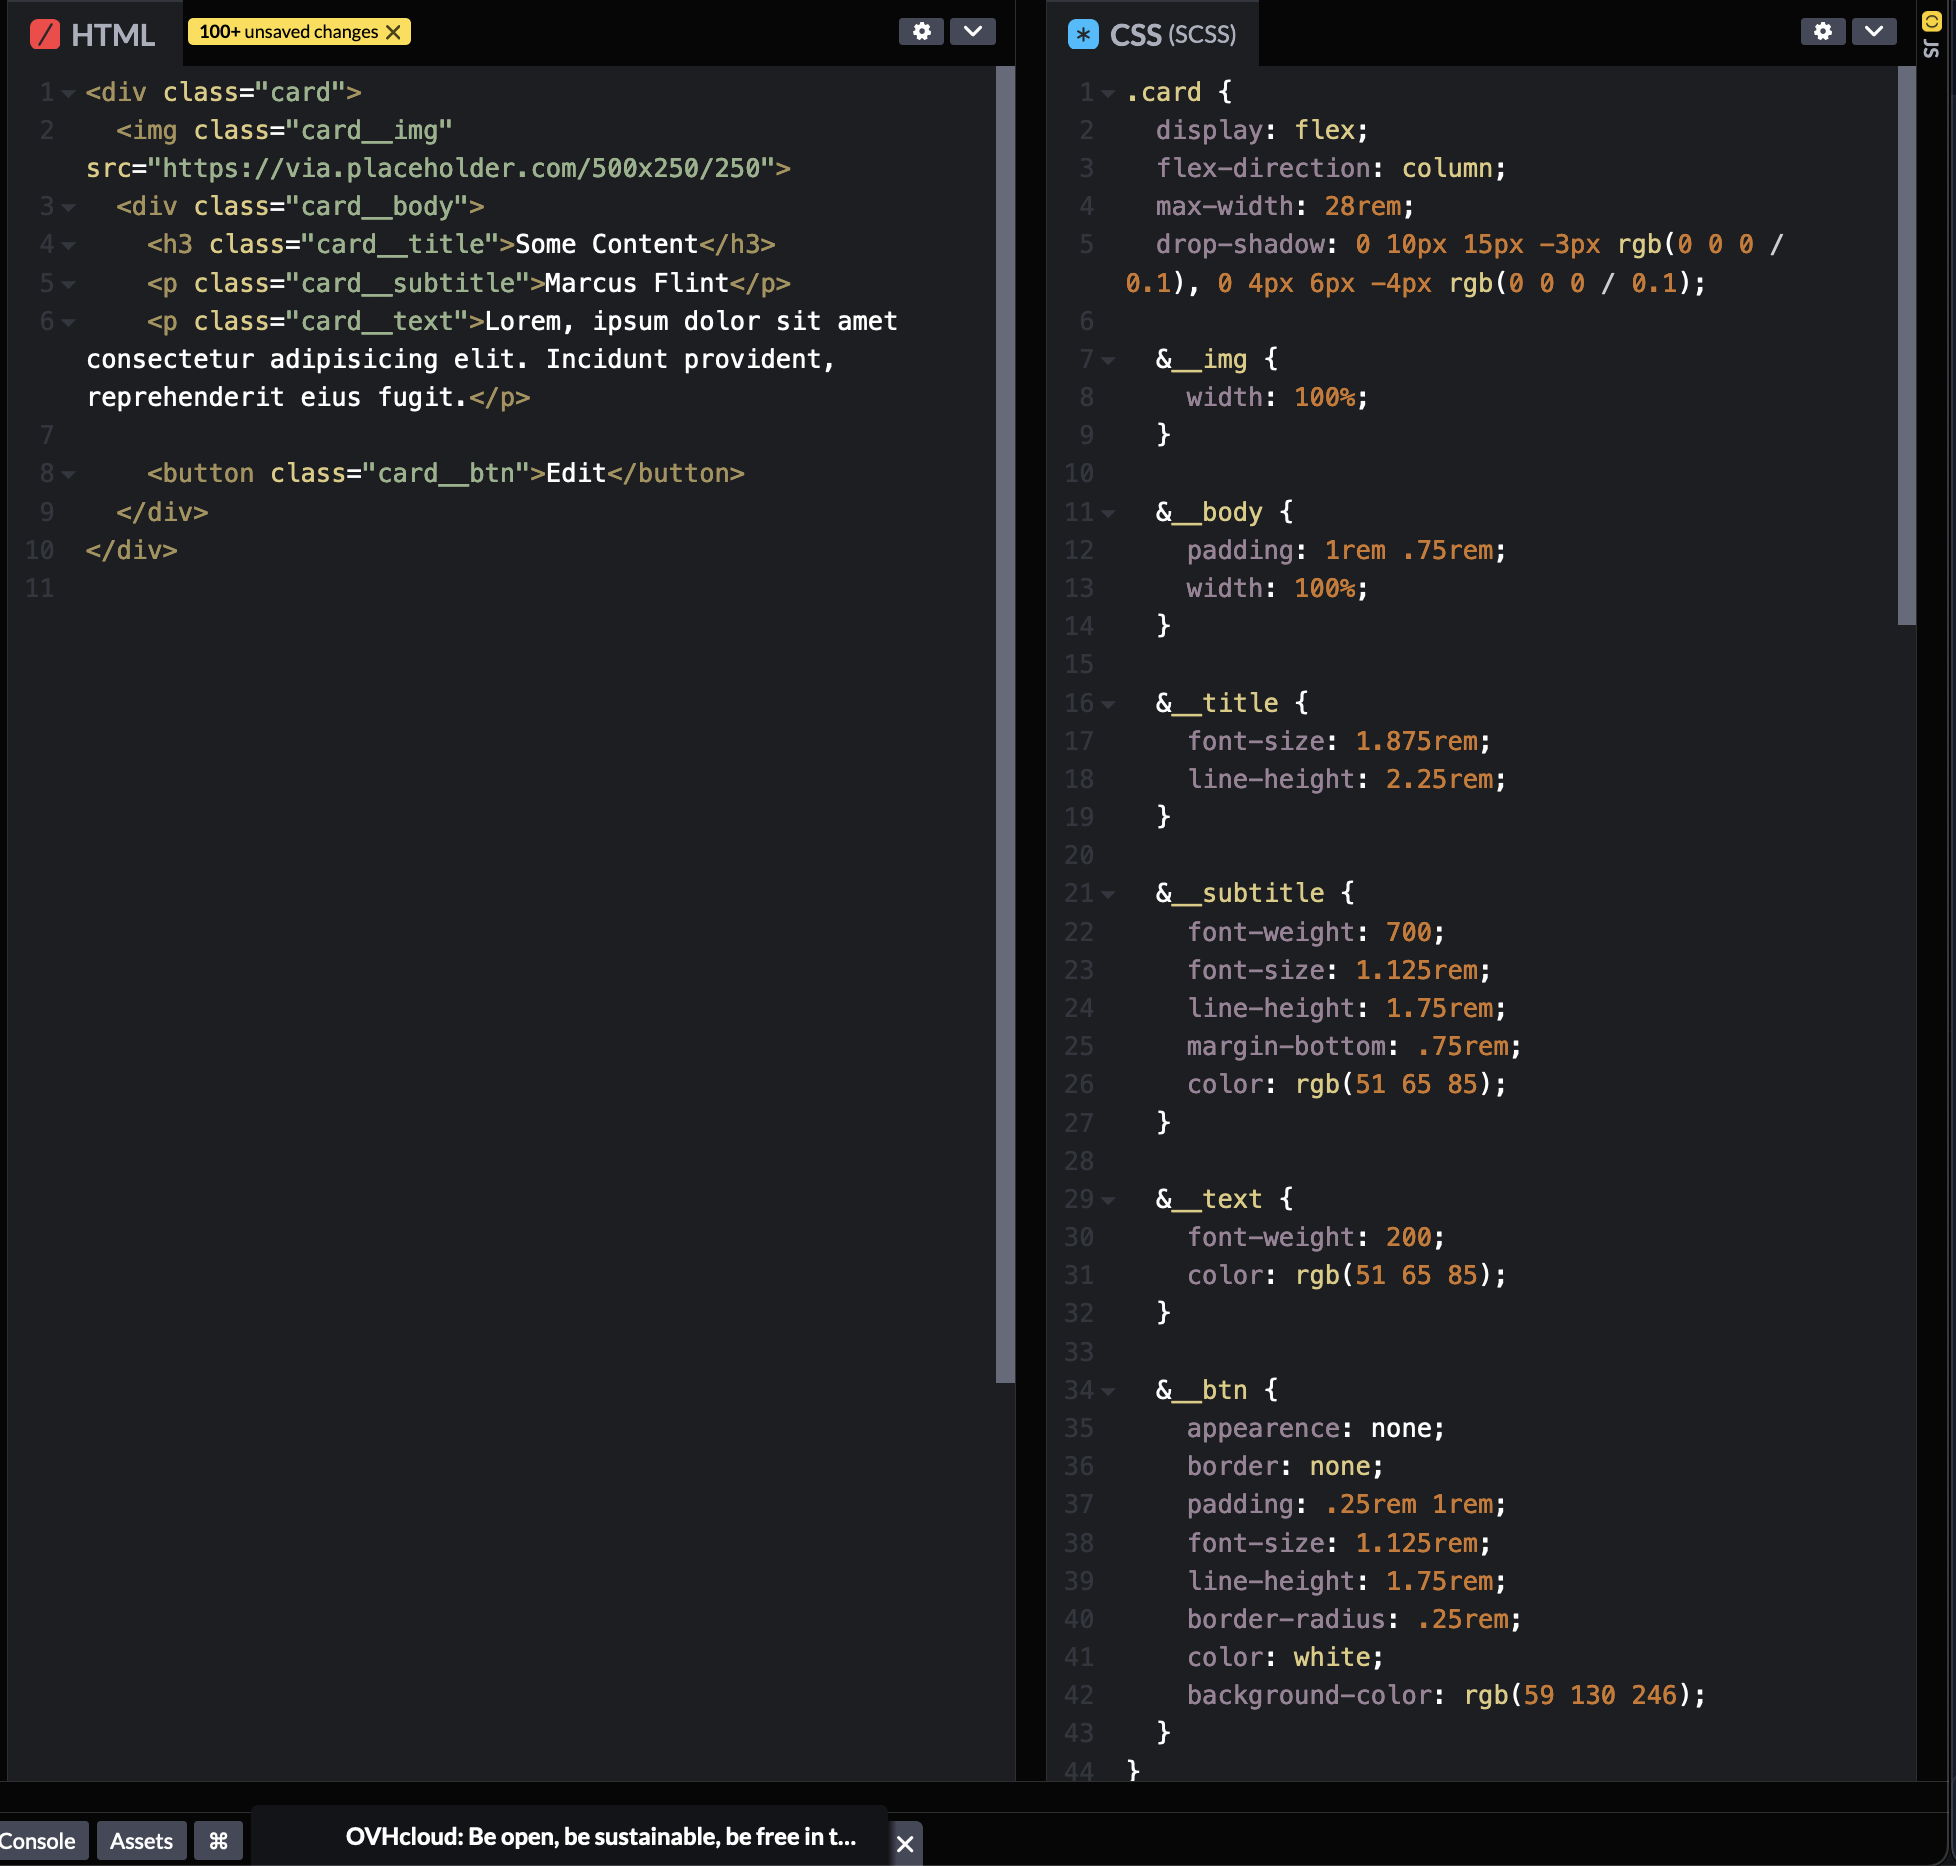 HTML
100+ unsaved changes
1 <div class="card">
2 <img class="card__img"
src="https://via.placeholder.com/500x250/250">
3 <div class="card__body">
4 <h3 class="card__title">Some Content</h3>
5 <p class="card__subtitle">Marcus Flint</p>
6 <p class="card__text">Lorem, ipsum dolor sit amet
consectetur adipisicing elit. Incidunt provident,
reprehenderit eius fugit.</p>
7
8 <button class="card__btn">Edit</button>
9 </div>
10 </div>
11
CSS (SCSS)
1 .card {
2 display: flex;
3 flex-direction: column;
4 max-width: 28rem;
5 drop-shadow: 0 10px 15px -3px rgb(0 0 0 /
0.1), 0 4px 6px -4px rgb(0 0 0 / 0.1);
6
7 &__img {
8 width: 100%;
9 }
10
11 &__body {
12 padding: 1rem .75rem;
13 width: 100%;
14 }
15
16 &__title {
17 font-size: 1.875rem;
18 line-height: 2.25rem;
19 }
20
21 &__subtitle {
22 font-weight: 700;
23 font-size: 1.125rem;
24 line-height: 1.75rem;
25 margin-bottom: .75rem;
26 color: rgb(51 65 85);
27 }
28
29 &__text {
30 font-weight: 200;
31 color: rgb(51 65 85);
32 }
33
34 &__btn {
35 appearence: none;
36 border: none;
37 padding: .25rem 1rem;
38 font-size: 1.125rem;
39 line-height: 1.75rem;
40 border-radius: .25rem;
41 color: white;
42 background-color: rgb(59 130 246);
43 }
44 }
JS
Console
Assets
⌘
OVHcloud: Be open, be sustainable, be free in t...